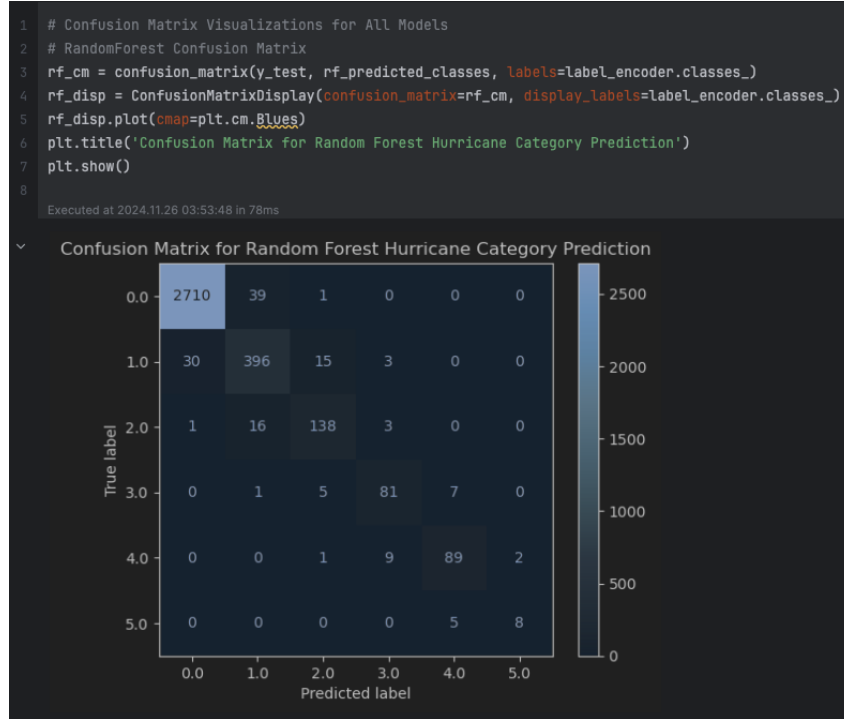 1 # Confusion Matrix Visualizations for All Models
2 # RandomForest Confusion Matrix
3 rf_cm = confusion_matrix(y_test, rf_predicted_classes, labels=label_encoder.classes_)
4 rf_disp = ConfusionMatrixDisplay(confusion_matrix=rf_cm, display_labels=label_encoder.classes_)
5 rf_disp.plot(cmap=plt.cm.Blues)
6 plt.title('Confusion Matrix for Random Forest Hurricane Category Prediction')
7 plt.show()
8
Executed at 2024.11.26 03:53:48 in 78ms
Confusion Matrix for Random Forest Hurricane Category Prediction
0.0 2710 39 1 0 0 0
1.0 30 396 15 3 0 0
2.0 1 16 138 3 0 0
3.0 0 1 5 81 7 0
4.0 0 0 1 9 89 2
5.0 0 0 0 0 5 8
0.0 1.0 2.0 3.0 4.0 5.0
Predicted label
True label
2500
2000
1500
1000
500
0